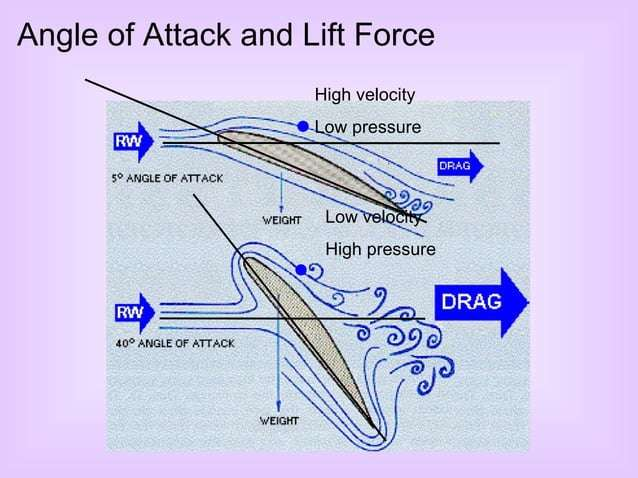 Angle of Attack and Lift Force
High velocity
Low pressure
RW
DRAG
5° ANGLE OF ATTACK
WEIGHT
Low velocity
High pressure
RW
DRAG
40° ANGLE OF ATTACK
WEIGHT